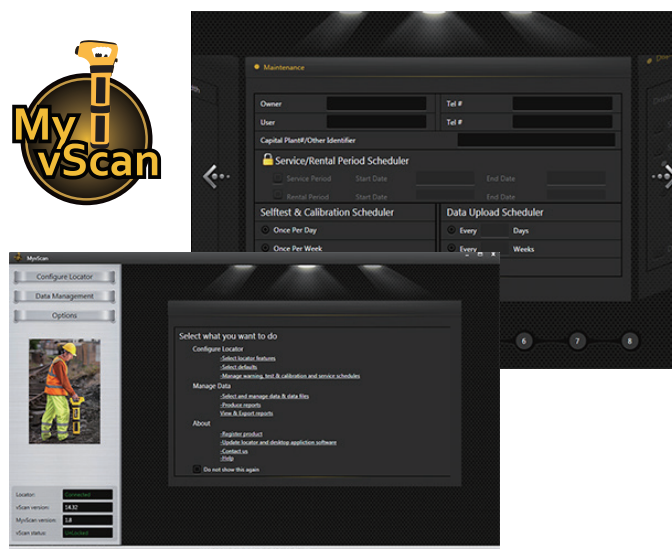 My
vScan
Maintenance
Owner
Tel #
User
Tel #
Capital Plant#/Other Identifier
Service/Rental Period Scheduler
Service Period
Start Date
End Date
Rental Period
Start Date
End Date
Selftest & Calibration Scheduler
Data Upload Scheduler
Once Per Day
Every
Days
Once Per Week
Every
Weeks
6
7
8
MyvScan
Configure Locator
Data Management
Options
Select what you want to do
Configure Locator
-Select locator features
-Select defaults
-Manage warning, test & calibration and service schedules
Manage Data
-Select and manage data & data files
-Produce reports
View & Export reports
About
-Register product
-Update locator and desktop appliction software
-Contact us
-Help
Do not show this again
Locator:
Connected
vScan version:
14.32
MyvScan version:
1.8
vScan status:
UnLocked